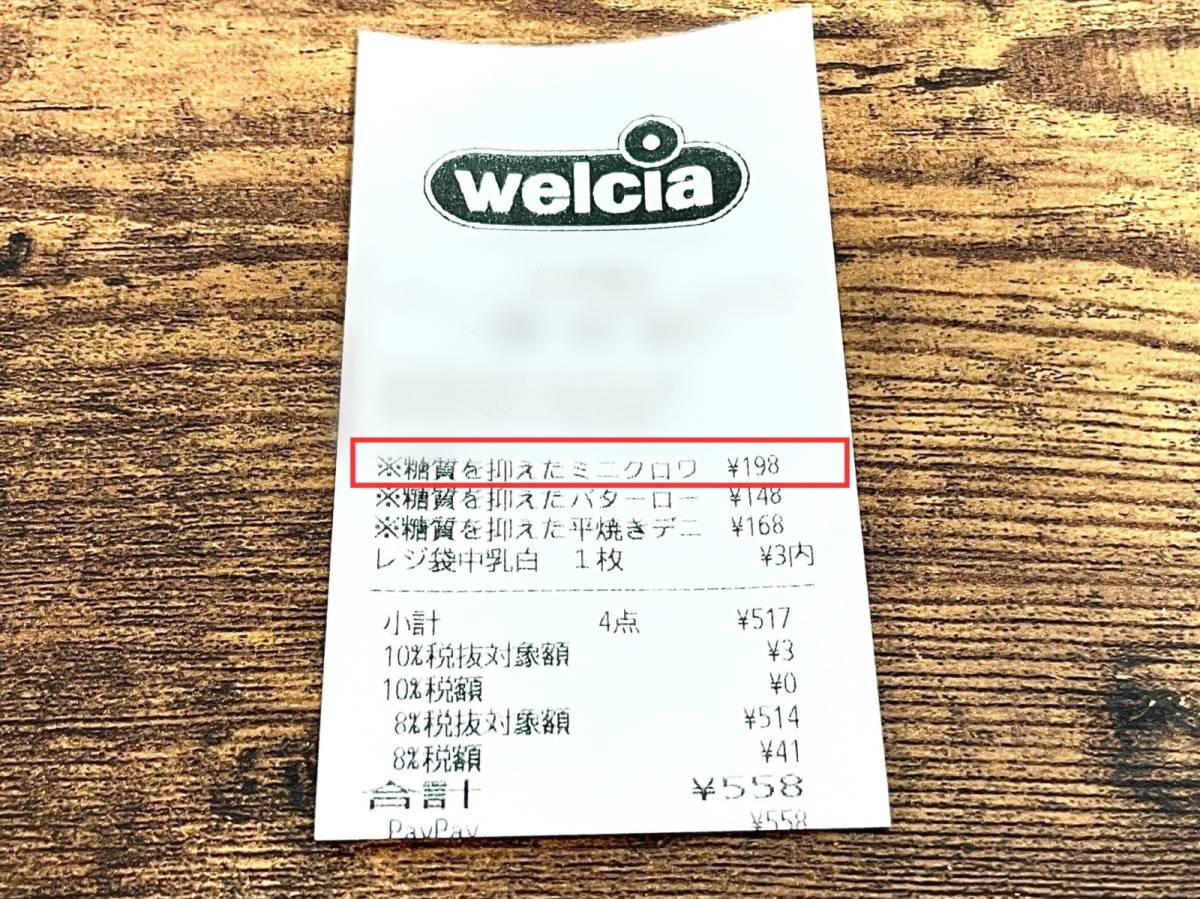 welcia
※糖質を抑えたミニクロワ ¥198
※糖質を抑えたバターロー ¥148
※糖質を抑えた平焼きデニ ¥168
レジ袋中乳白 1枚 ¥3内
小計 4点 ¥517
10%税抜対象額 ¥3
10%税額 ¥0
8%税抜対象額 ¥514
8%税額 ¥41
合計 ¥558
PayPay ¥558